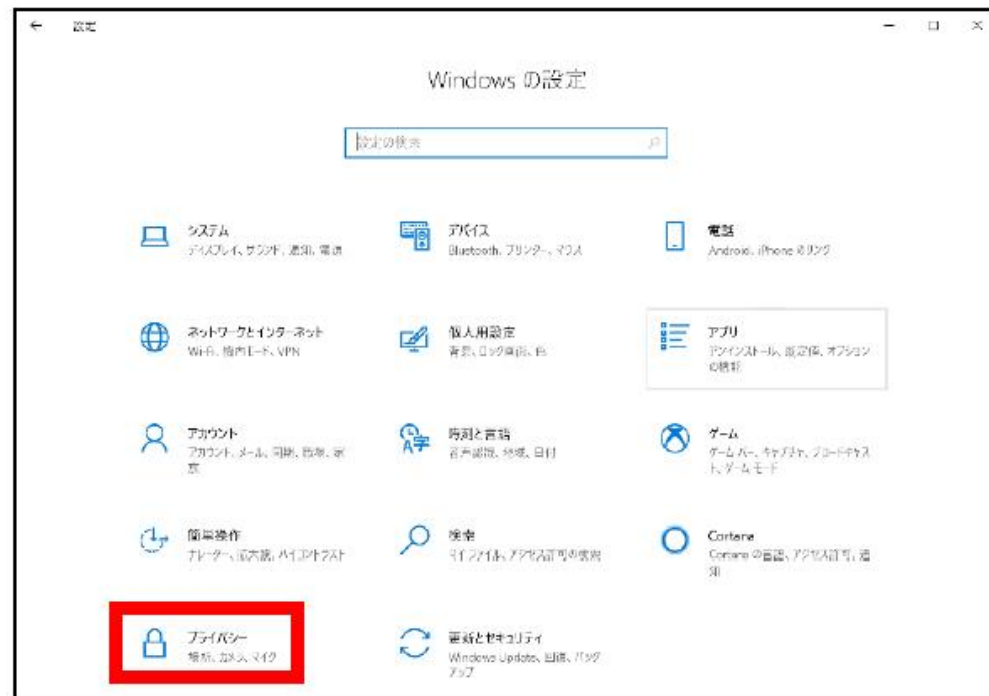 設定
Windows の設定
設定の検索
システム
ディスプレイ、サウンド、通知、電源
デバイス
Bluetooth、プリンター、マウス
電話
Android、iPhone のリンク
ネットワークとインターネット
Wi-Fi、機内モード、VPN
個人用設定
背景、ロック画面、色
アプリ
アンインストール、既定値、オプション
の機能
アカウント
アカウント、メール、同期、職場、家
族
時刻と言語
音声認識、地域、日付
ゲーム
ゲーム バー、キャプチャ、ブロードキャス
ト、ゲーム モード
簡単操作
ナレーター、拡大鏡、ハイコントラスト
検索
マイ ファイル、アクセス許可の検索
Cortana
Cortana の言語、アクセス許可、通
知
プライバシー
場所、カメラ、マイク
更新とセキュリティ
Windows Update、回復、バック
アップ